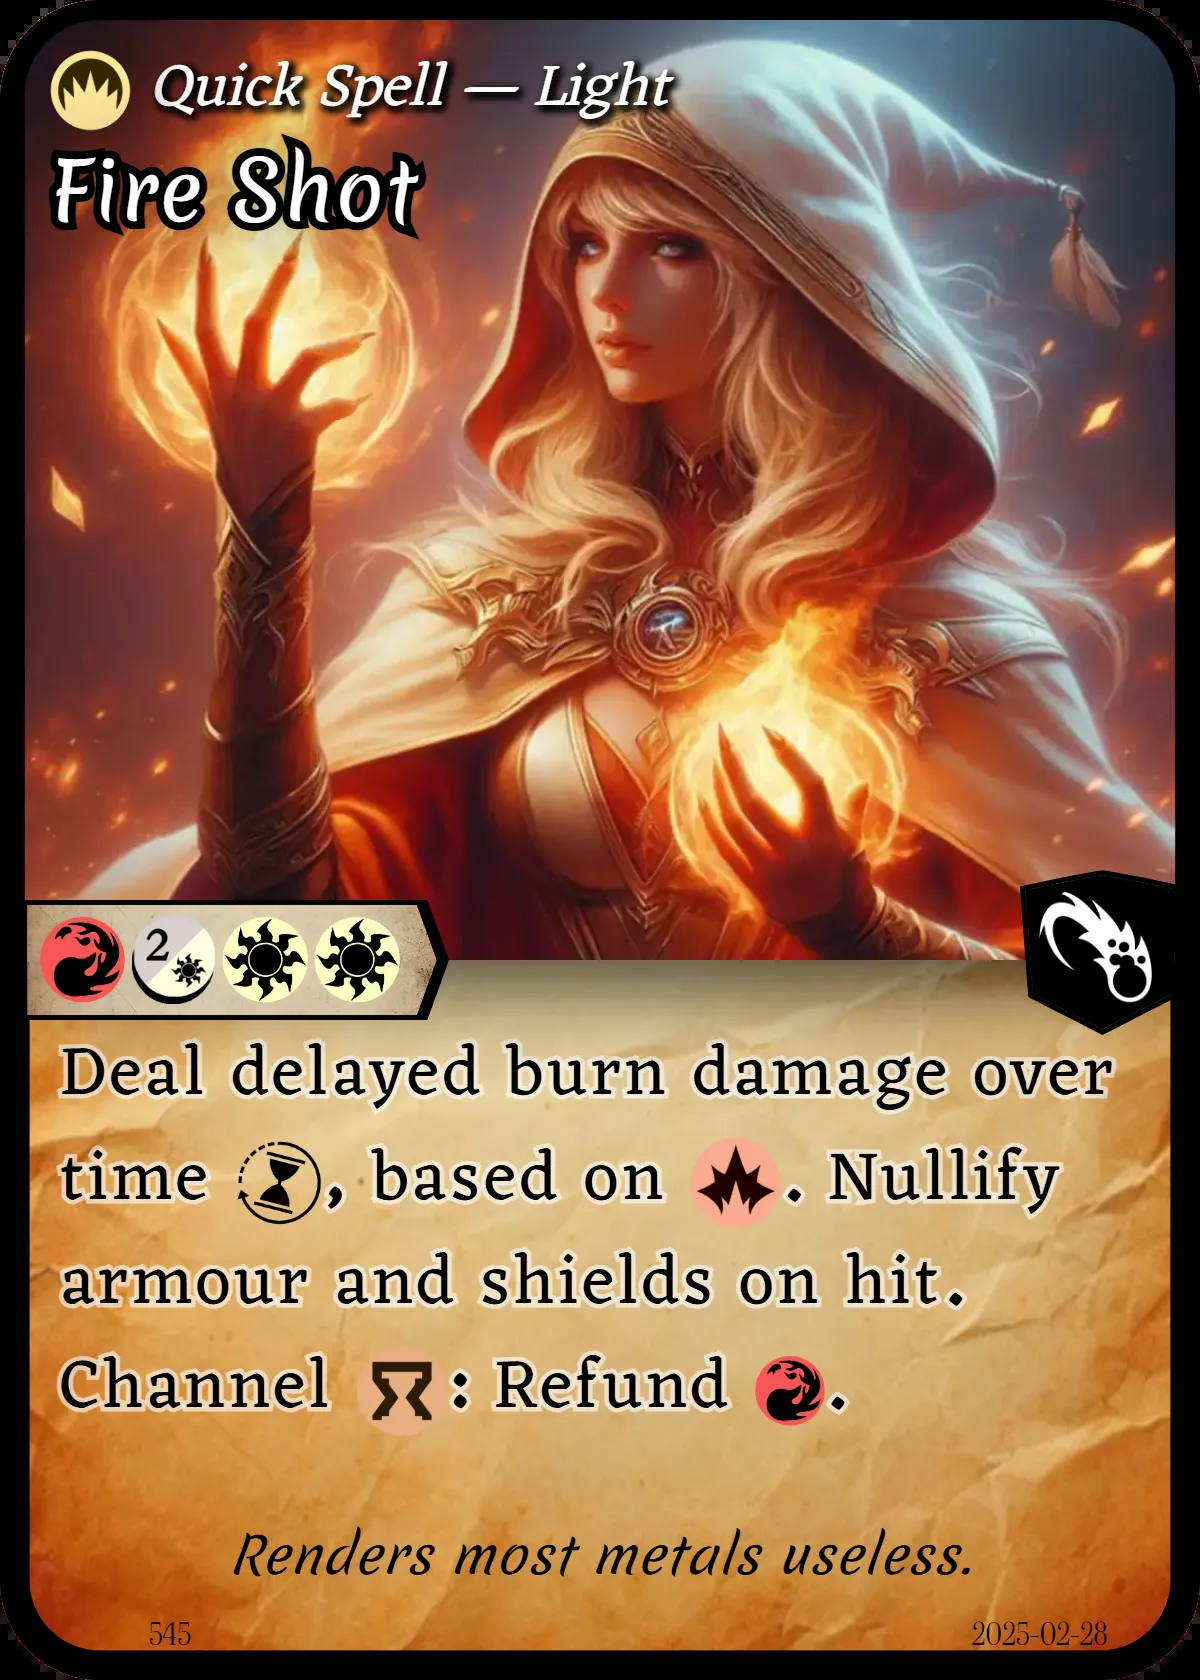 Quick Spell — Light
Fire Shot
2
Deal delayed burn damage over
time , based on . Nullify
armour and shields on hit.
Channel : Refund .
Renders most metals useless.
545
2025-02-28